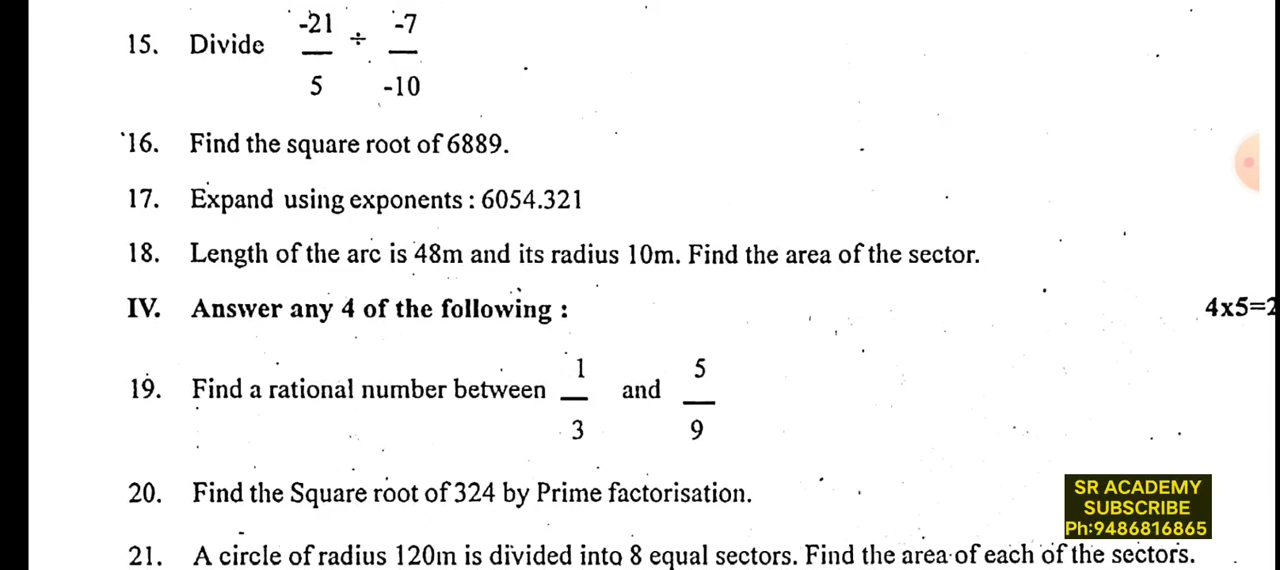 15. Divide -21/5 ÷ -7/-10
16. Find the square root of 6889.
17. Expand using exponents : 6054.321
18. Length of the arc is 48m and its radius 10m. Find the area of the sector.
IV. Answer any 4 of the following : 4x5=2
19. Find a rational number between 1/3 and 5/9
20. Find the Square root of 324 by Prime factorisation.
SR ACADEMY
SUBSCRIBE
Ph:9486816865
21. A circle of radius 120m is divided into 8 equal sectors. Find the area of each of the sectors.